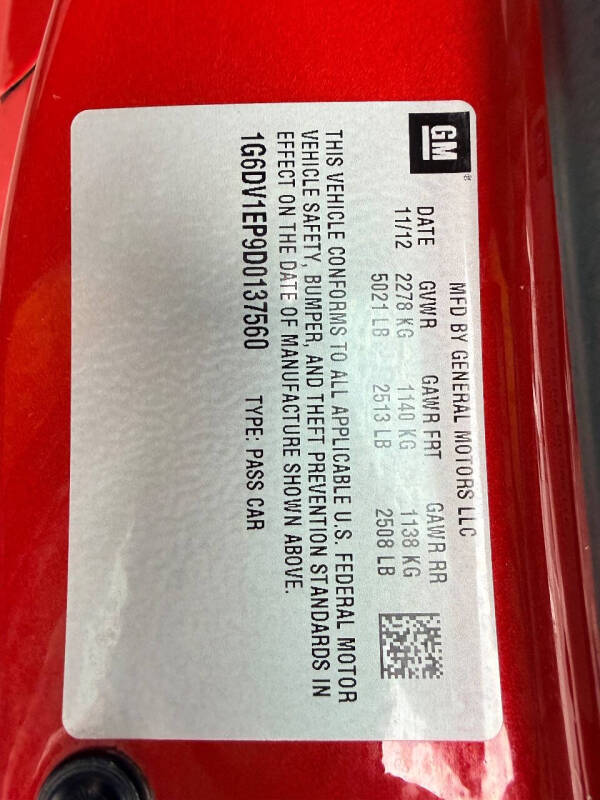 GM
MFD BY GENERAL MOTORS LLC
DATE GVWR GAWR FRT GAWR RR
11/12 2278 KG 1140 KG 1138 KG
5021 LB 2513 LB 2508 LB
THIS VEHICLE CONFORMS TO ALL APPLICABLE U.S. FEDERAL MOTOR
VEHICLE SAFETY, BUMPER, AND THEFT PREVENTION STANDARDS IN
EFFECT ON THE DATE OF MANUFACTURE SHOWN ABOVE.
1G6DV1EP9D0137560 TYPE: PASS CAR